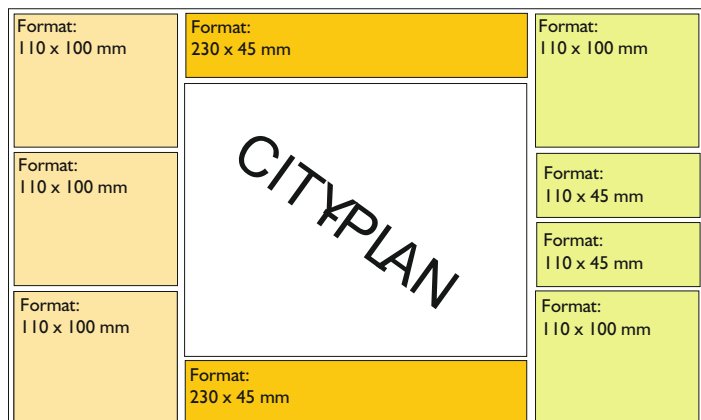 Format:
110 x 100 mm
Format:
230 x 45 mm
Format:
110 x 100 mm
CITYPLAN
Format:
110 x 100 mm
Format:
110 x 45 mm
Format:
110 x 45 mm
Format:
110 x 100 mm
Format:
110 x 100 mm
Format:
230 x 45 mm